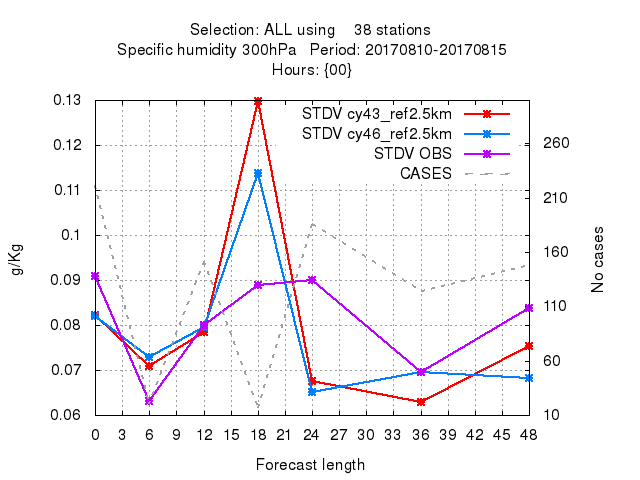 Selection: ALL using    38 stations
Specific humidity 300hPa   Period: 20170810-20170815
Hours: {00}
STDV cy43_ref2.5km
STDV cy46_ref2.5km
STDV OBS
CASES
0.13
0.12
0.11
0.1
0.09
0.08
0.07
0.06
g/Kg
260
210
160
110
60
10
No cases
0 3 6 9 12 15 18 21 24 27 30 33 36 39 42 45 48
Forecast length